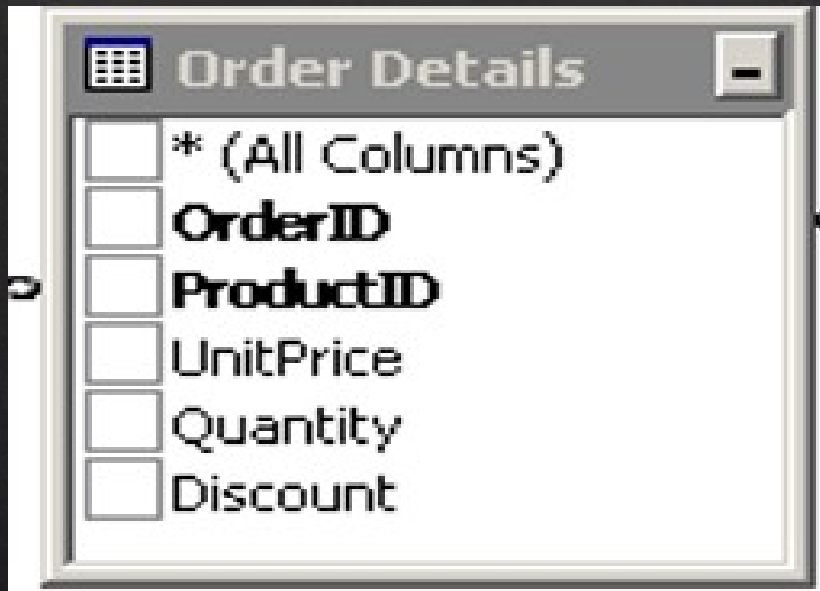 Order Details
* (All Columns)
OrderID
ProductID
UnitPrice
Quantity
Discount